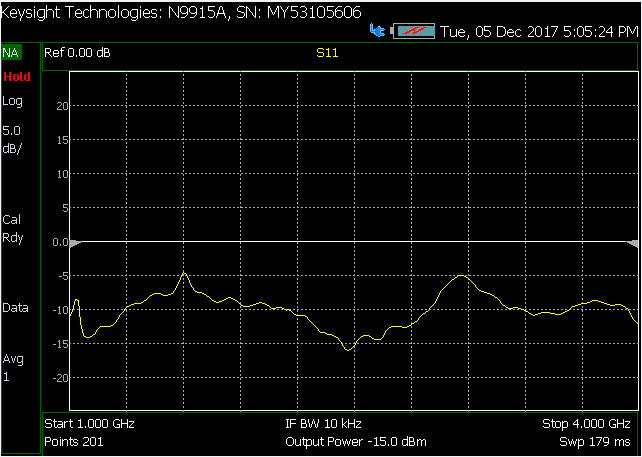 Keysight Technologies: N9915A, SN: MY53105606
Tue, 05 Dec 2017 5:05:24 PM
NA Ref 0.00 dB S11
Hold
Log
5.0
dB/
Cal
Rdy
Data
Avg
1
20
15
10
5
0.0
-5
-10
-15
-20
Start 1.000 GHz IF BW 10 kHz Stop 4.000 GHz
Points 201 Output Power -15.0 dBm Swp 179 ms